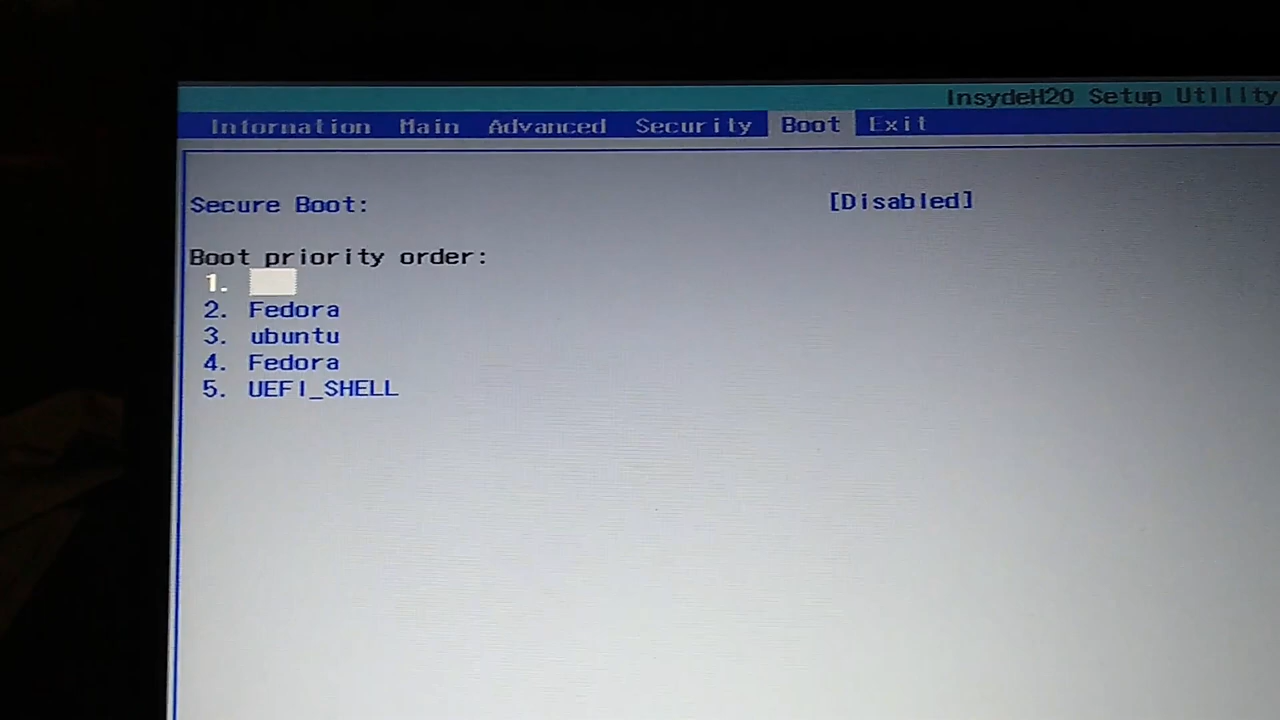 InsydeH20 Setup Utility
Information Main Advanced Security Boot Exit
Secure Boot: [Disabled]
Boot priority order:
1.
2. Fedora
3. ubuntu
4. Fedora
5. UEFI_SHELL